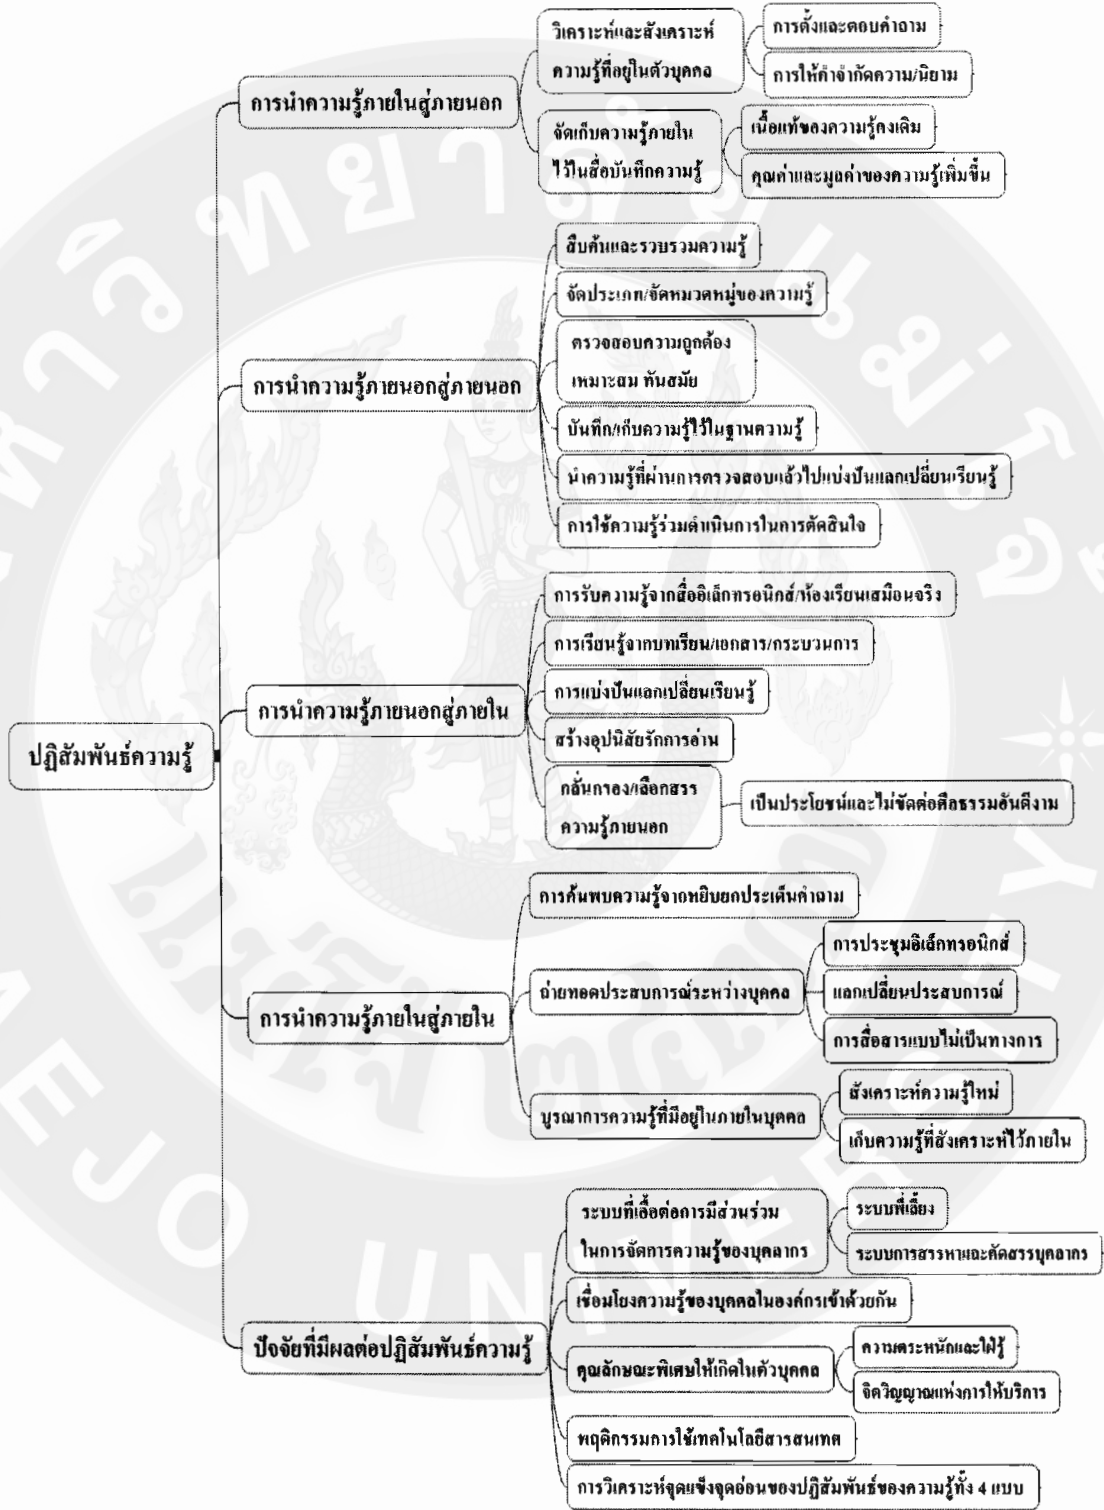 วิเคราะห์และสังเคราะห์
ความรู้ที่อยู่ในตัวบุคคล
การตั้งและตอบคำถาม
การให้คำจำกัดความ/นิยาม
การนำความรู้ภายในสู่ภายนอก
จัดเก็บความรู้ภายใน
ไว้ในสื่อบันทึกความรู้
เนื้อแท้ของความรู้คงเดิม
คุณค่าและมูลค่าของความรู้เพิ่มขึ้น
สืบค้นและรวบรวมความรู้
จัดประเภท/จัดหมวดหมู่ของความรู้
ตรวจสอบความถูกต้อง
เหมาะสม ทันสมัย
การนำความรู้ภายนอกสู่ภายนอก
บันทึก/เก็บความรู้ไว้ในฐานความรู้
นำความรู้ที่ผ่านการตรวจสอบแล้วไปแบ่งปันแลกเปลี่ยนเรียนรู้
การใช้ความรู้ร่วมดำเนินการในการตัดสินใจ
การรับความรู้จากสื่ออิเล็กทรอนิกส์/ห้องเรียนเสมือนจริง
การเรียนรู้จากบทเรียน/เอกสาร/กระบวนการ
การแบ่งปันแลกเปลี่ยนเรียนรู้
การนำความรู้ภายนอกสู่ภายใน
สร้างอุปนิสัยรักการอ่าน
กลั่นกรอง/เลือกสรร
ความรู้ภายนอก
เป็นประโยชน์และไม่ขัดต่อศีลธรรมอันดีงาม
ปฏิสัมพันธ์ความรู้
การค้นพบความรู้จากหยิบยกประเด็นคำถาม
ถ่ายทอดประสบการณ์ระหว่างบุคคล
การประชุมอิเล็กทรอนิกส์
แลกเปลี่ยนประสบการณ์
การสื่อสารแบบไม่เป็นทางการ
การนำความรู้ภายในสู่ภายใน
บูรณาการความรู้ที่มีอยู่ในภายในบุคคล
สังเคราะห์ความรู้ใหม่
เก็บความรู้ที่สังเคราะห์ไว้ภายใน
ระบบที่เอื้อต่อการมีส่วนร่วม
ในการจัดการความรู้ของบุคลากร
ระบบพี่เลี้ยง
ระบบการสรรหาและคัดสรรบุคลากร
เชื่อมโยงความรู้ของบุคคลในองค์กรเข้าด้วยกัน
ปัจจัยที่มีผลต่อปฏิสัมพันธ์ความรู้
คุณลักษณะพิเศษให้เกิดในตัวบุคคล
ความตระหนักและใฝ่รู้
จิตวิญญาณแห่งการให้บริการ
พฤติกรรมการใช้เทคโนโลยีสารสนเทศ
การวิเคราะห์จุดแข็งจุดอ่อนของปฏิสัมพันธ์ของความรู้ทั้ง 4 แบบ
มหาวิทยาลัยแม่โจ้
MAEJO UNIVERSITY